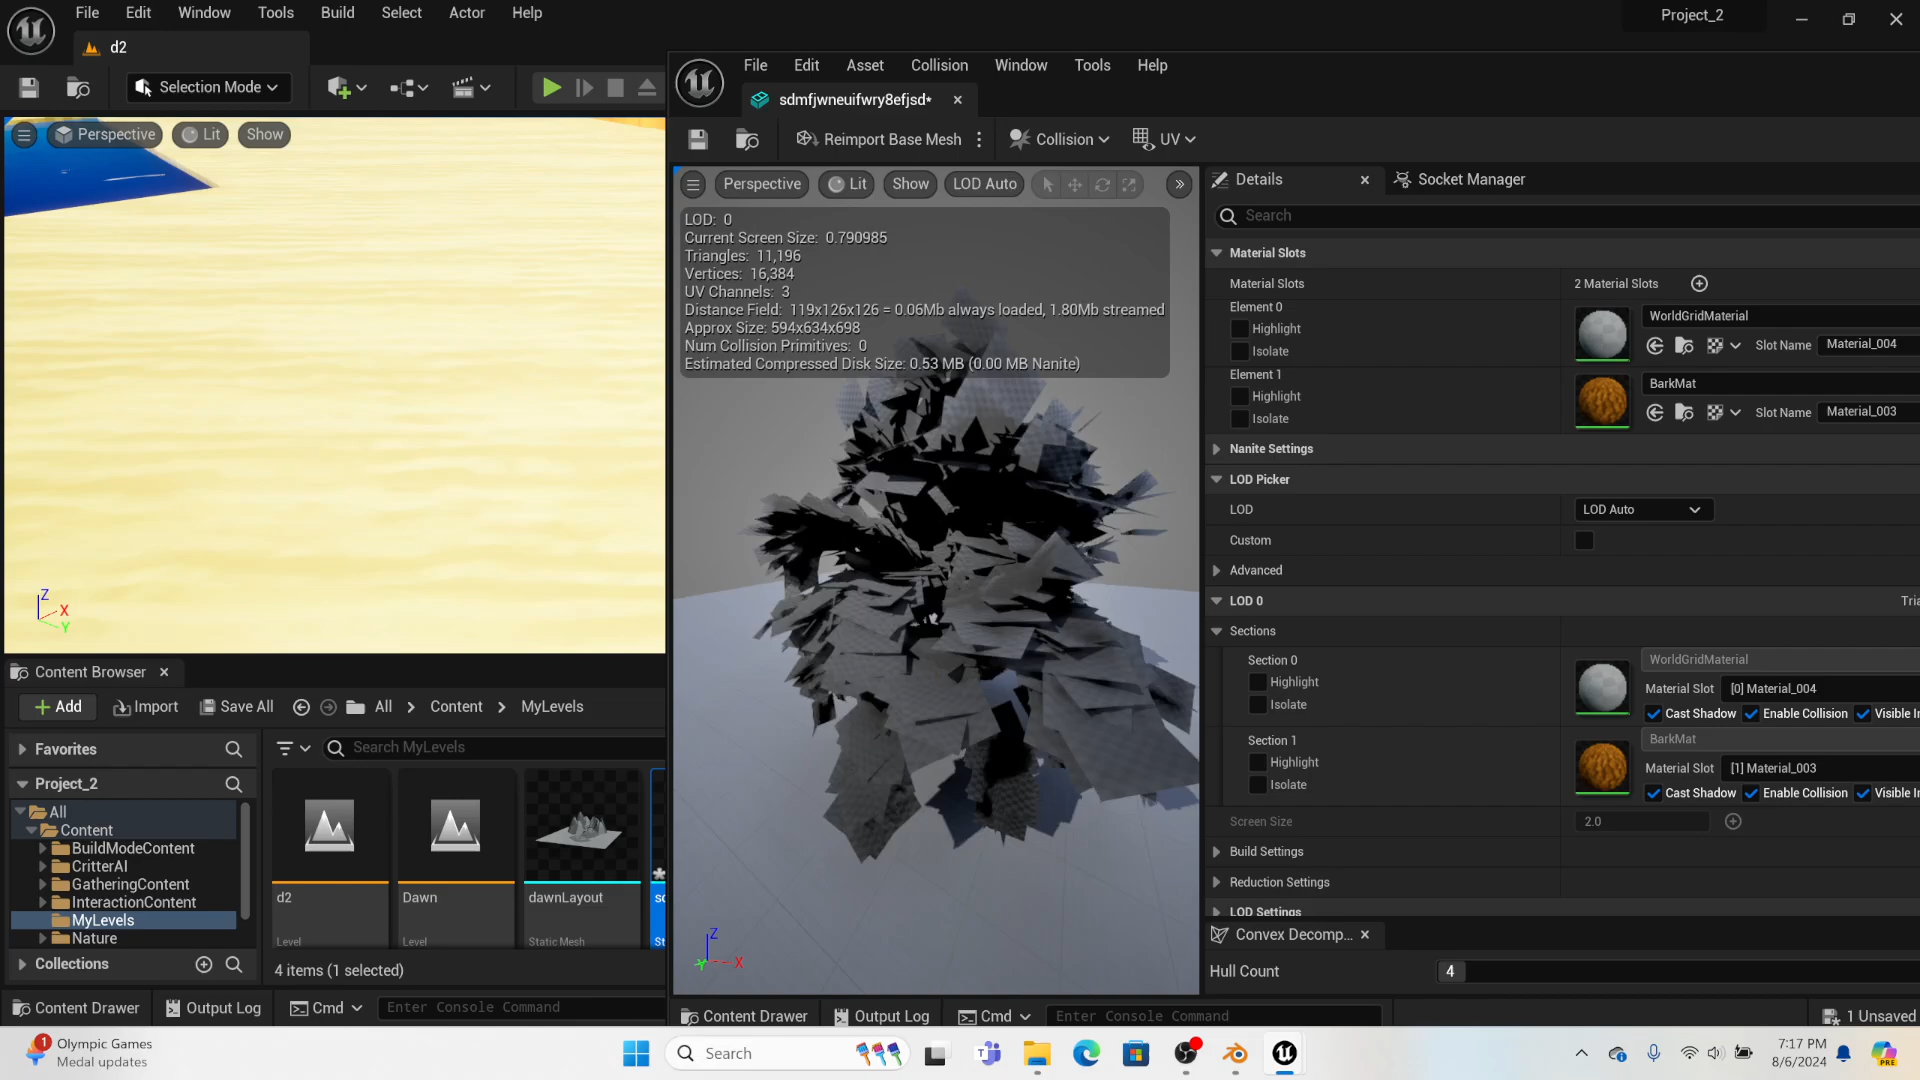 File Edit Window Tools Build Select Actor Help
Project_2
d2
Selection Mode
Perspective Lit Show
File Edit Asset Collision Window Tools Help
sdmfjwneuifwry8efjsd*
Reimport Base Mesh Collision UV
Perspective Lit Show LOD Auto
LOD: 0
Current Screen Size: 0.790985
Triangles: 11,196
Vertices: 16,384
UV Channels: 3
Distance Field: 119x126x126 = 0.06Mb always loaded, 1.80Mb streamed
Approx Size: 594x634x698
Num Collision Primitives: 0
Estimated Compressed Disk Size: 0.53 MB (0.00 MB Nanite)
Z
X
Y
Z
Y
X
Details Socket Manager
Search
Material Slots
Material Slots 2 Material Slots
Element 0
Highlight
Isolate
WorldGridMaterial
Slot Name Material_004
Element 1
Highlight
Isolate
BarkMat
Slot Name Material_003
Nanite Settings
LOD Picker
LOD LOD Auto
Custom
Advanced
LOD 0 Tria
Sections
Section 0
Highlight
Isolate
WorldGridMaterial
Material Slot [0] Material_004
Cast Shadow Enable Collision Visible In
Section 1
Highlight
Isolate
BarkMat
Material Slot [1] Material_003
Cast Shadow Enable Collision Visible In
Screen Size 2.0
Build Settings
Reduction Settings
LOD Settings
Convex Decomp...
Hull Count 4
Content Browser
Add Import Save All All Content MyLevels
Favorites
Search MyLevels
Project_2
All
Content
BuildModeContent
CritterAI
GatheringContent
InteractionContent
MyLevels
Nature
Collections
d2
Level
Dawn
Level
dawnLayout
Static Mesh
4 items (1 selected)
Content Drawer Output Log Cmd Enter Console Command
Content Drawer Output Log Cmd Enter Console Command
1 Unsaved
1
Olympic Games
Medal updates
Search
7:17 PM
8/6/2024
PRE